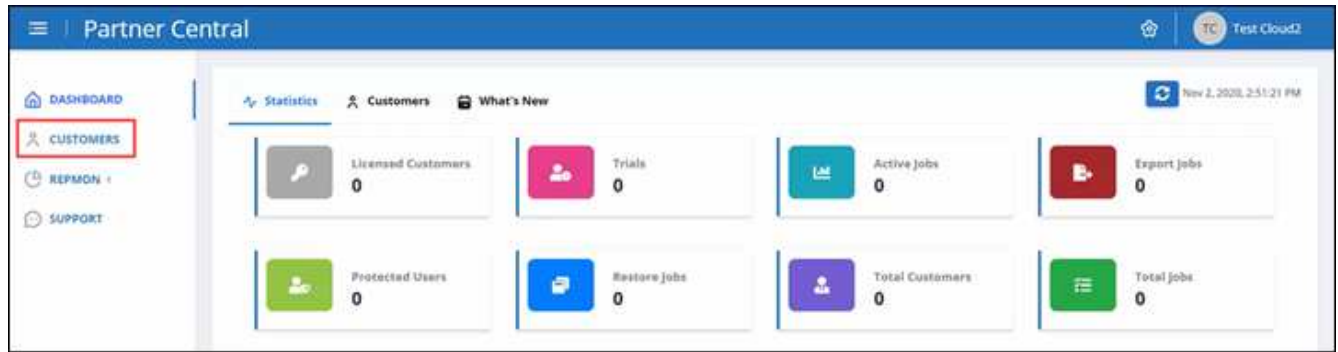 Partner Central
TC Test Cloud2
DASHBOARD
CUSTOMERS
REPMON
SUPPORT
Statistics Customers What's New
Nov 2, 2020, 2:51:21 PM
Licensed Customers
0
Trials
0
Active Jobs
0
Export Jobs
0
Protected Users
0
Restore Jobs
0
Total Customers
0
Total Jobs
0